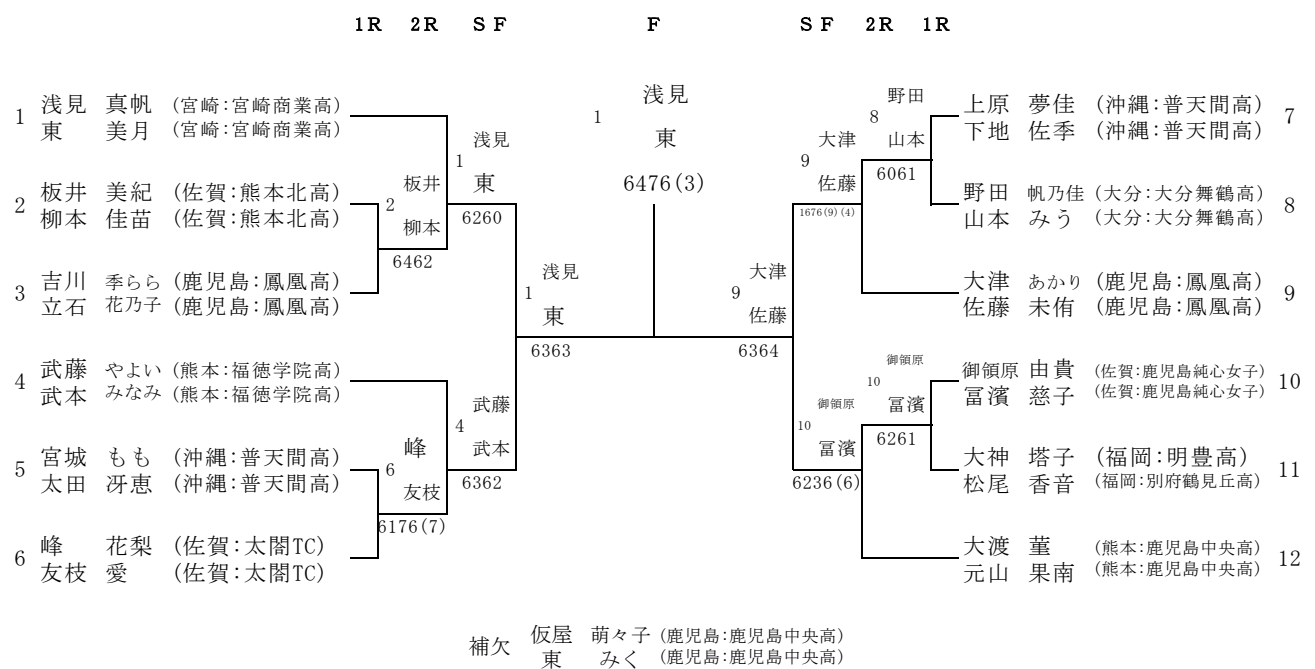 1R 2R SF F SF 2R 1R
1 浅見 真帆 (宮崎:宮崎商業高)
東 美月 (宮崎:宮崎商業高)
2 板井 美紀 (佐賀:熊本北高)
柳本 佳苗 (佐賀:熊本北高)
3 吉川 季らら (鹿児島:鳳凰高)
立石 花乃子 (鹿児島:鳳凰高)
4 武藤 やよい (熊本:福徳学院高)
武本 みなみ (熊本:福徳学院高)
5 宮城 もも (沖縄:普天間高)
太田 冴恵 (沖縄:普天間高)
6 峰 花梨 (佐賀:太閤TC)
友枝 愛 (佐賀:太閤TC)
板井
2
柳本
6462
峰
6
友枝
6176(7)
浅見
1
東
6260
武藤
4
武本
6362
浅見
1
東
6363
浅見
1
東
6476(3)
大津
9
佐藤
6364
大津
9
佐藤
1676(9)(4)
御領原
10
冨濱
6236(6)
野田
8
山本
6061
御領原
10
冨濱
6261
上原 夢佳 (沖縄:普天間高) 7
下地 佐季 (沖縄:普天間高)
野田 帆乃佳 (大分:大分舞鶴高) 8
山本 みう (大分:大分舞鶴高)
大津 あかり (鹿児島:鳳凰高) 9
佐藤 未侑 (鹿児島:鳳凰高)
御領原 由貴 (佐賀:鹿児島純心女子) 10
冨濱 慈子 (佐賀:鹿児島純心女子)
大神 塔子 (福岡:明豊高) 11
松尾 香音 (福岡:別府鶴見丘高)
大渡 菫 (熊本:鹿児島中央高) 12
元山 果南 (熊本:鹿児島中央高)
補欠 仮屋 萌々子 (鹿児島:鹿児島中央高)
東 みく (鹿児島:鹿児島中央高)